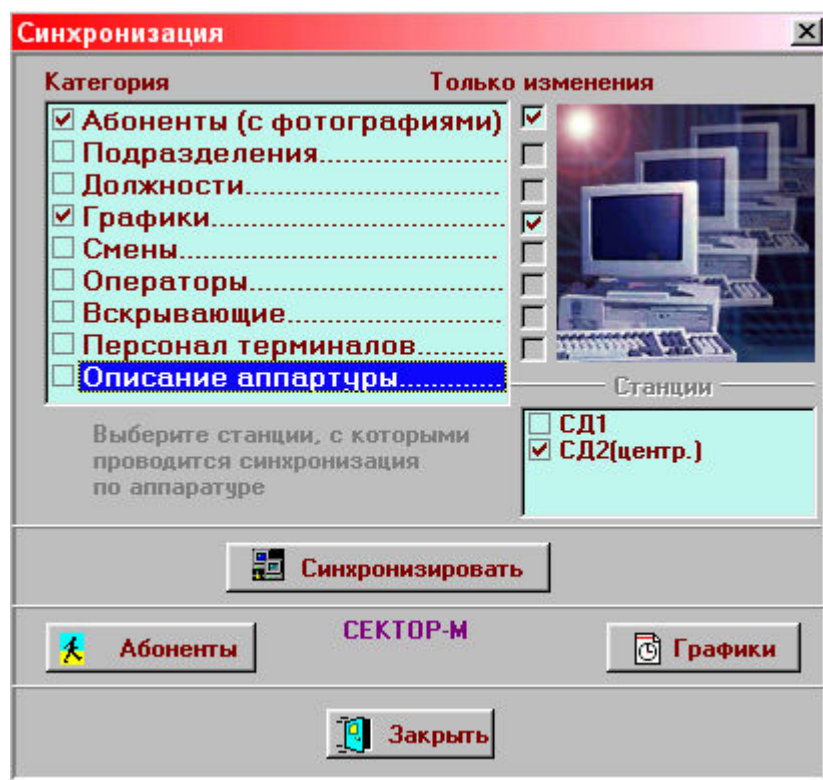 Синхронизация
Категория Только изменения
Абоненты (с фотографиями)
Подразделения....................
Должности...........................
Графики..............................
Смены.................................
Операторы..........................
Вскрывающие......................
Персонал терминалов..........
Описание аппартуры............
Станции
Выберите станции, с которыми
проводится синхронизация
по аппаратуре
СД1
СД2(центр.)
Синхронизировать
Абоненты
СЕКТОР-М
Графики
Закрыть